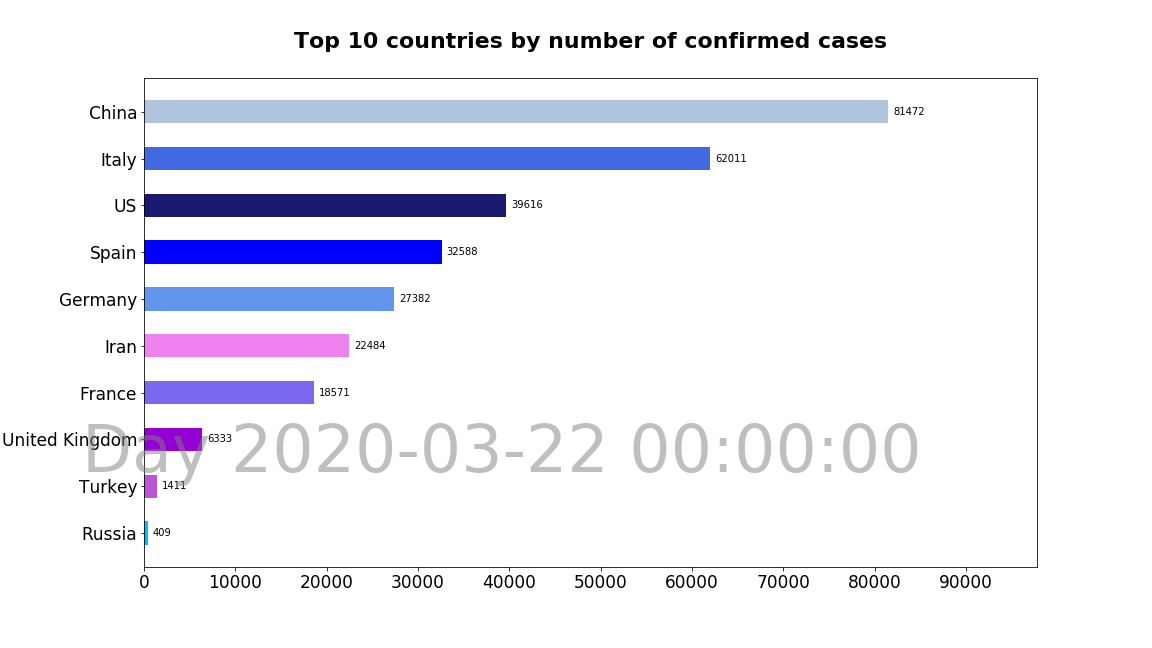 Top 10 countries by number of confirmed cases
China 81472
Italy 62011
US 39616
Spain 32588
Germany 27382
Iran 22484
France 18571
United Kingdom 6333
Day 2020-03-22 00:00:00
Turkey 1411
Russia 409
0 10000 20000 30000 40000 50000 60000 70000 80000 90000